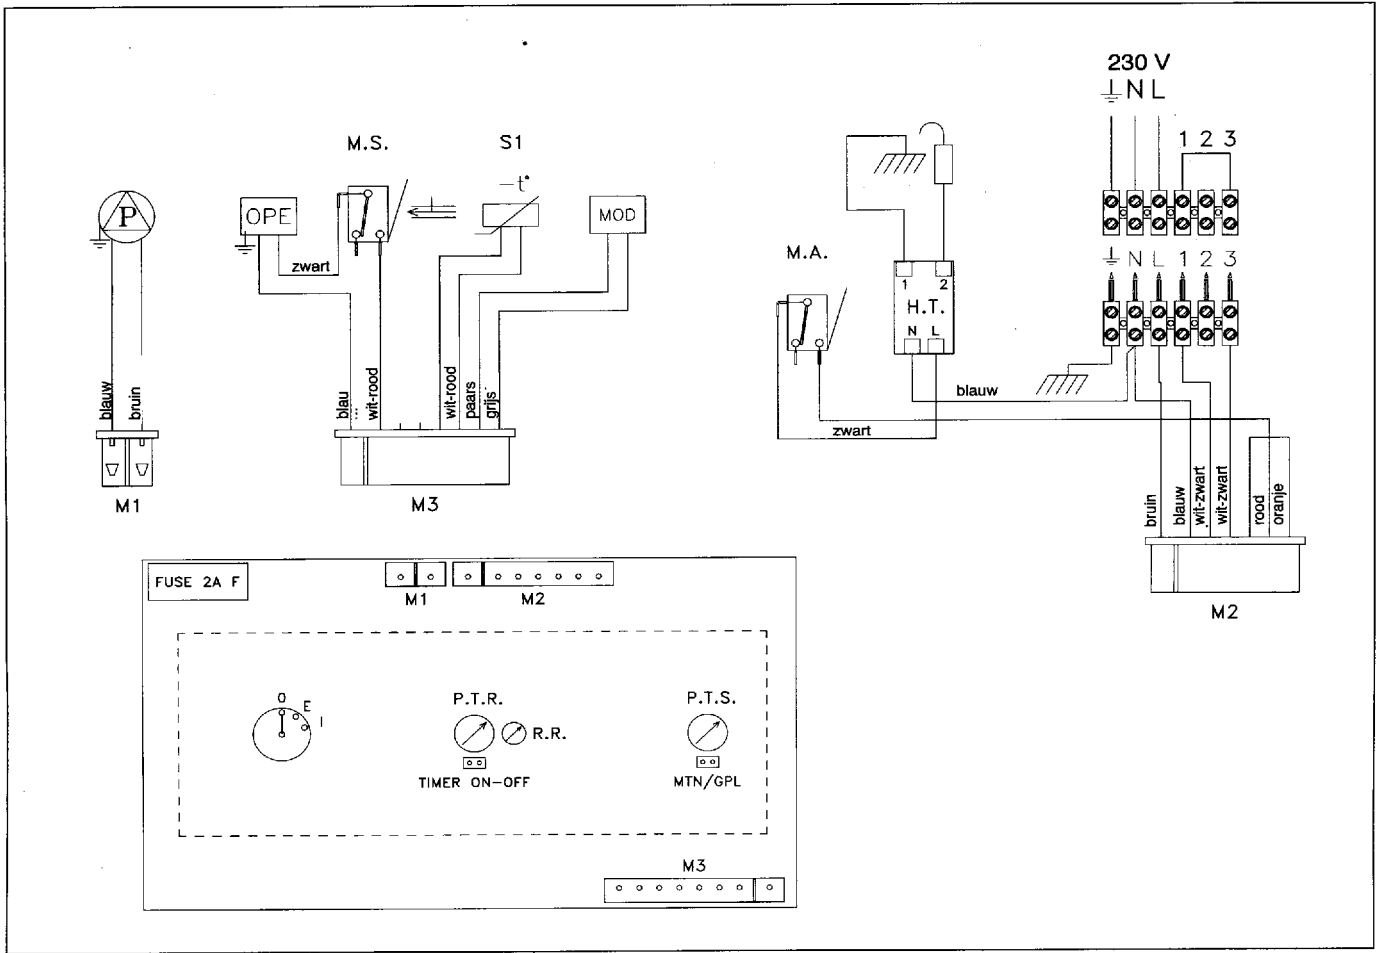 230 V
N L
1 2 3
M.S.
S1
-t°
P
OPE
MOD
zwart
M.A.
1 2
H.T.
N L
N L 1 2 3
blauw
zwart
blauw
bruin
blau
wit-rood
wit-rood
paars
grijs
bruin
blauw
wit-zwart
wit-zwart
rood
oranje
M1
M3
M2
FUSE 2A F
M1
M2
O
E
I
P.T.R.
R.R.
TIMER ON-OFF
P.T.S.
MTN/GPL
M3